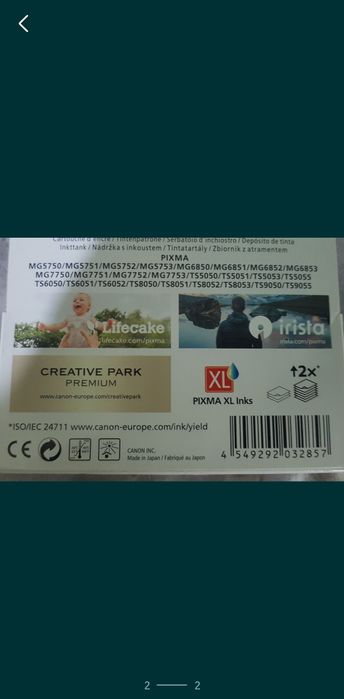 Cartouche d'encre / Tintenpatrone / Serbatoio d'inchiostro / Depósito de tinta
Inkttank / Nádržka s inkoustem / Tintatartály / Zbiornik z atramentem
PIXMA
MG5750/MG5751/MG5752/MG5753/MG6850/MG6851/MG6852/MG6853
MG7750/MG7751/MG7752/MG7753/TS5050/TS5051/TS5053/TS5055
TS6050/TS6051/TS6052/TS8050/TS8051/TS8052/TS8053/TS9050/TS9055
Lifecake
lifecake.com/pixma
irista
irista.com/pixma
CREATIVE PARK
PREMIUM
www.canon-europe.com/creativepark
XL
PIXMA XL Inks
2x*
*ISO/IEC 24711 www.canon-europe.com/ink/yield
CE
CANON INC.
Made in Japan / Fabriqué au Japon
4 549292 032857
2
2